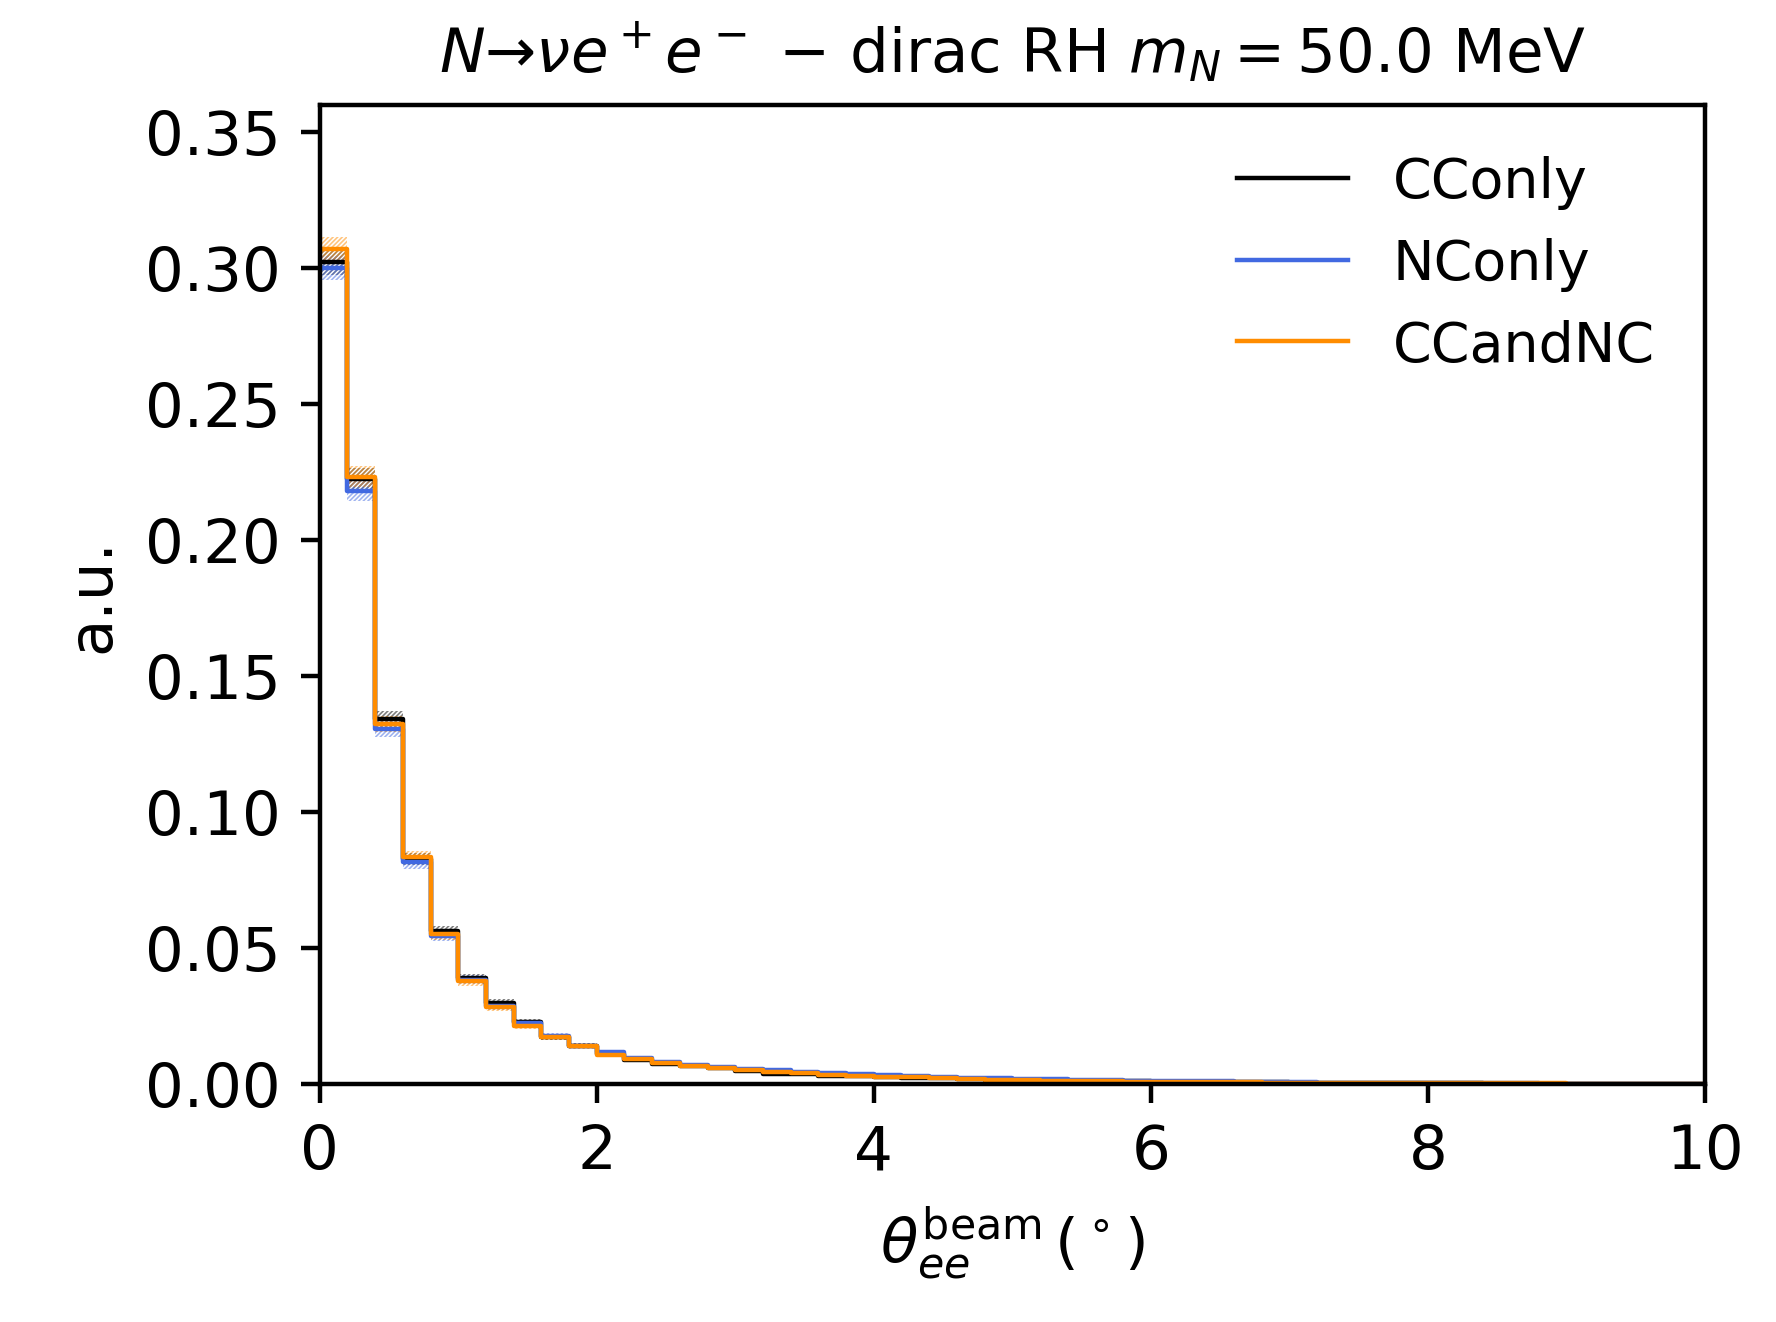 N→νe⁺e⁻ − dirac RH m_N = 50.0 MeV
0.35
0.30
0.25
0.20
0.15
0.10
0.05
0.00
a.u.
CConly
NConly
CCandNC
0 2 4 6 8 10
θ_ee^beam (°)